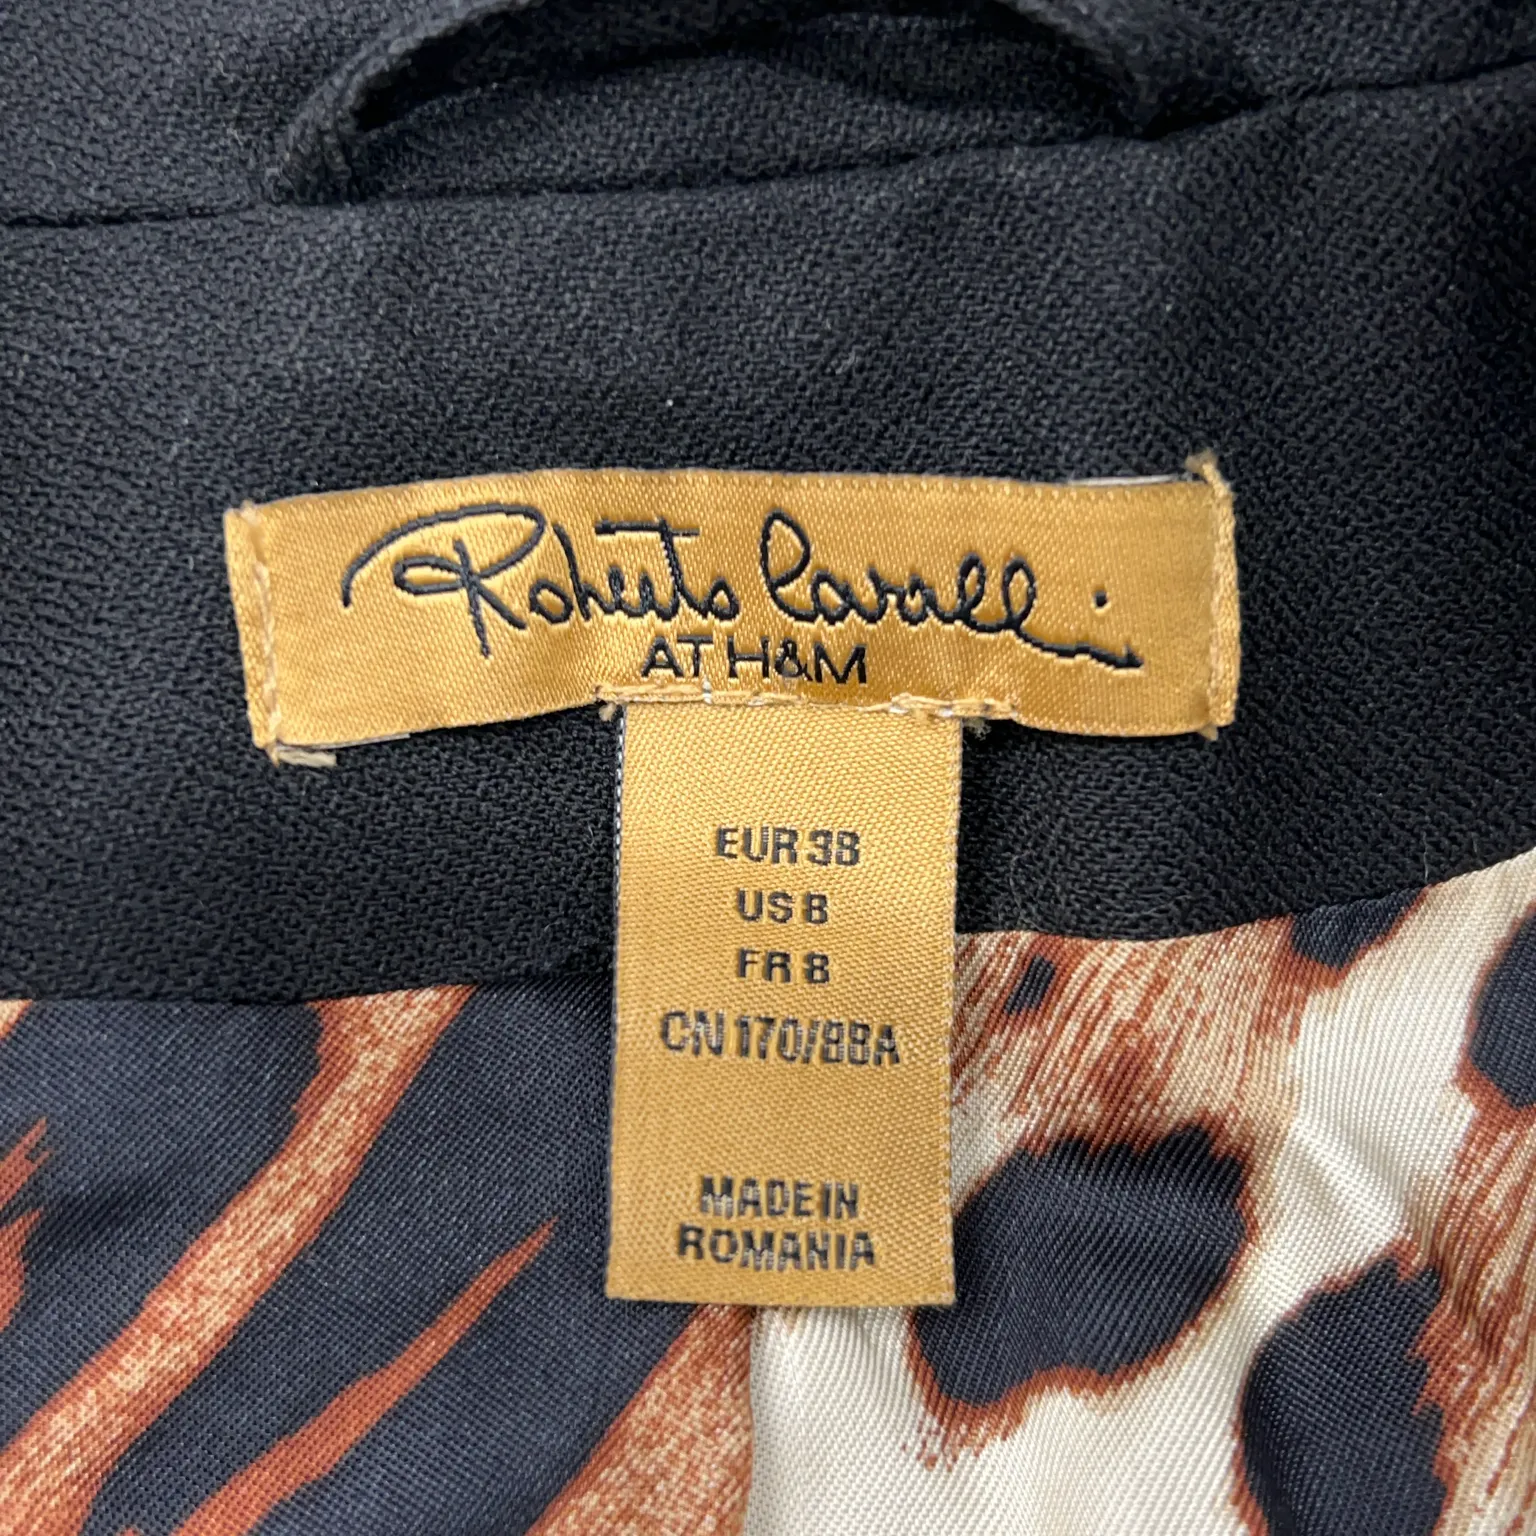 Roberto Cavalli
AT H&M
EUR 38
US 8
FR 8
CN 170/88A
MADE IN
ROMANIA